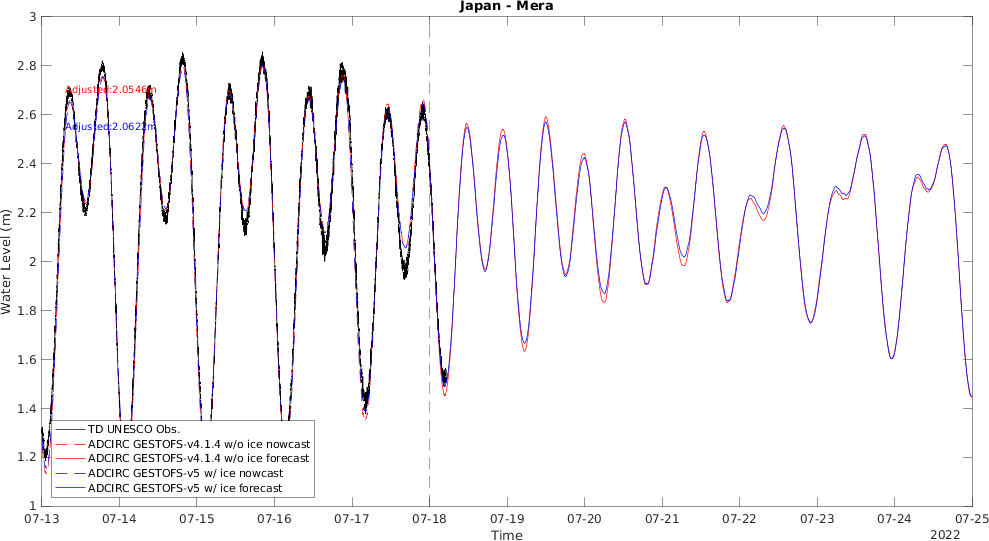 Japan - Mera
3
2.8
2.6
2.4
2.2
2
1.8
1.6
1.4
1.2
1
Water Level (m)
Adjusted:2.0546m
Adjusted:2.0622m
TD UNESCO Obs.
ADCIRC GESTOFS-v4.1.4 w/o ice nowcast
ADCIRC GESTOFS-v4.1.4 w/o ice forecast
ADCIRC GESTOFS-v5 w/ ice nowcast
ADCIRC GESTOFS-v5 w/ ice forecast
07-13 07-14 07-15 07-16 07-17 07-18 07-19 07-20 07-21 07-22 07-23 07-24 07-25
Time
2022